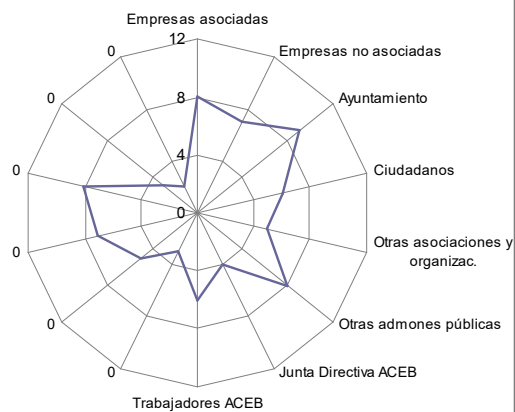 Empresas asociadas
12
0
Empresas no asociadas
0
8
Ayuntamiento
0
4
Ciudadanos
0
0
Otras asociaciones y
organizac.
0
Otras admones públicas
0
Junta Directiva ACEB
Trabajadores ACEB